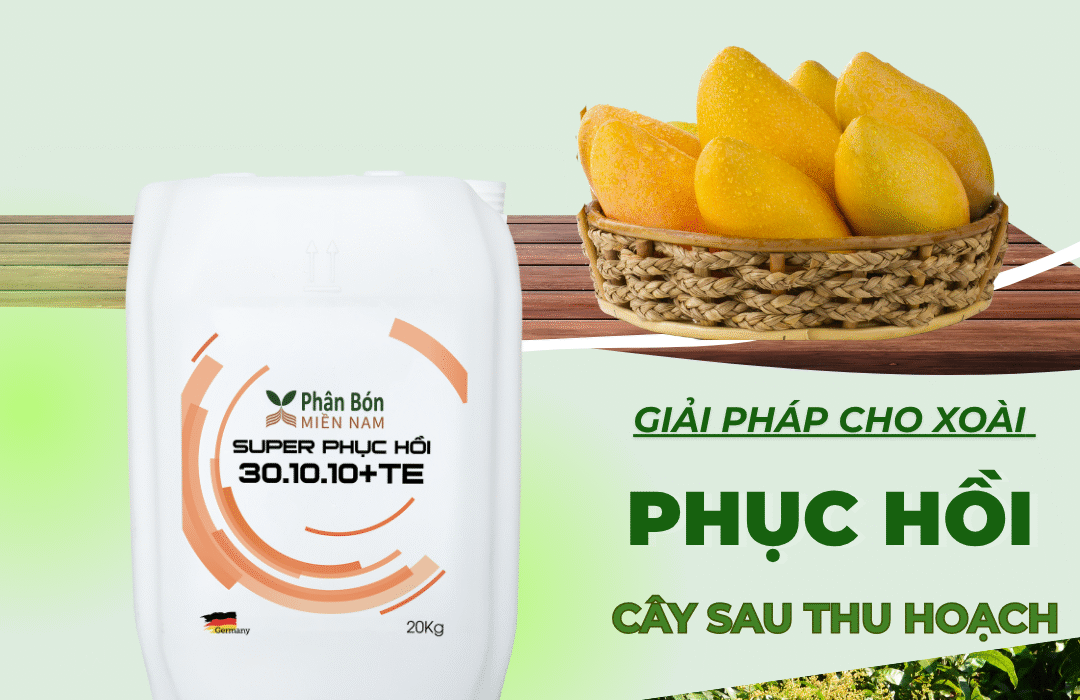 Phân Bón
MIỀN NAM
SUPER PHỤC HỒI
30.10.10+TE
Germany
20Kg
GIẢI PHÁP CHO XOÀI
PHỤC HỒI
CÂY SAU THU HOẠCH